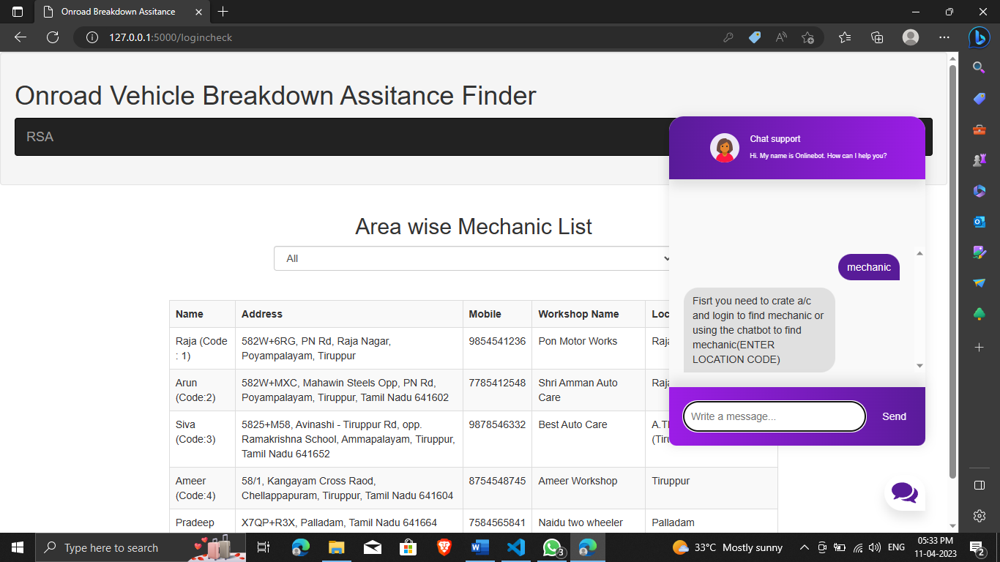 Onroad Breakdown Assitance
127.0.0.1:5000/logincheck
Onroad Vehicle Breakdown Assitance Finder
RSA
Chat support
Hi. My name is Onlinebot. How can I help you?
Area wise Mechanic List
All
mechanic
Fisrt you need to crate a/c
and login to find mechanic or
using the chatbot to find
mechanic(ENTER
LOCATION CODE)
Write a message...
Send
Name Address Mobile Workshop Name Loc
Raja (Code
: 1)
582W+6RG, PN Rd, Raja Nagar,
Poyampalayam, Tiruppur
9854541236
Pon Motor Works
Raja
Arun
(Code:2)
582W+MXC, Mahawin Steels Opp, PN Rd,
Poyampalayam, Tiruppur, Tamil Nadu 641602
7785412548
Shri Amman Auto
Care
Raja
Siva
(Code:3)
5825+M58, Avinashi - Tiruppur Rd, opp.
Ramakrishna School, Ammapalayam, Tiruppur,
Tamil Nadu 641652
9878546332
Best Auto Care
Ameer
(Code:4)
58/1, Kangayam Cross Raod,
Chellappapuram, Tiruppur, Tamil Nadu 641604
8754548745
Ameer Workshop
Tiruppur
Pradeep
X7QP+R3X, Palladam, Tamil Nadu 641664
7584565841
Naidu two wheeler
Palladam
Type here to search
3
33°C Mostly sunny
ENG
05:33 PM
11-04-2023
2